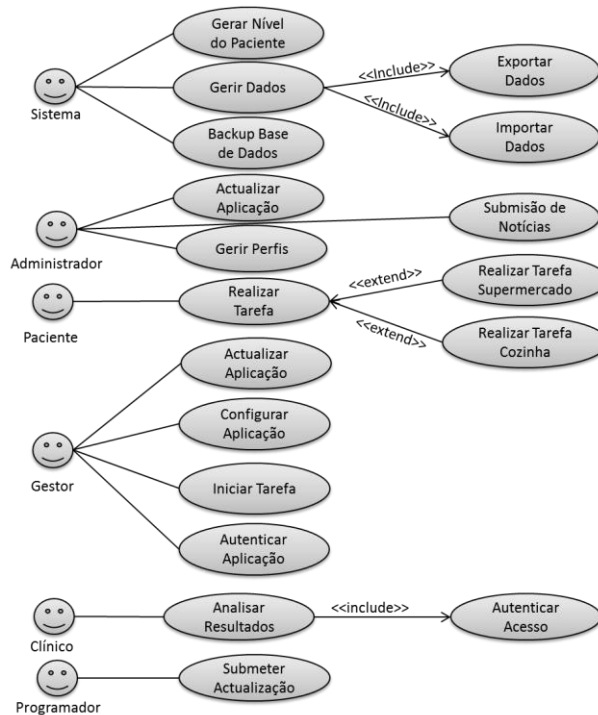 Gerar Nível
do Paciente
<<Include>>
Exportar
Dados
Sistema
Gerir Dados
<<Include>>
Importar
Dados
Backup Base
de Dados
Actualizar
Aplicação
Submisão de
Notícias
Administrador
Gerir Perfis
<<extend>>
Realizar Tarefa
Supermercado
Paciente
Realizar
Tarefa
<<extend>>
Realizar Tarefa
Cozinha
Actualizar
Aplicação
Configurar
Aplicação
Gestor
Iniciar Tarefa
Autenticar
Aplicação
Clínico
Analisar
Resultados
<<include>>
Autenticar
Acesso
Submeter
Actualização
Programador